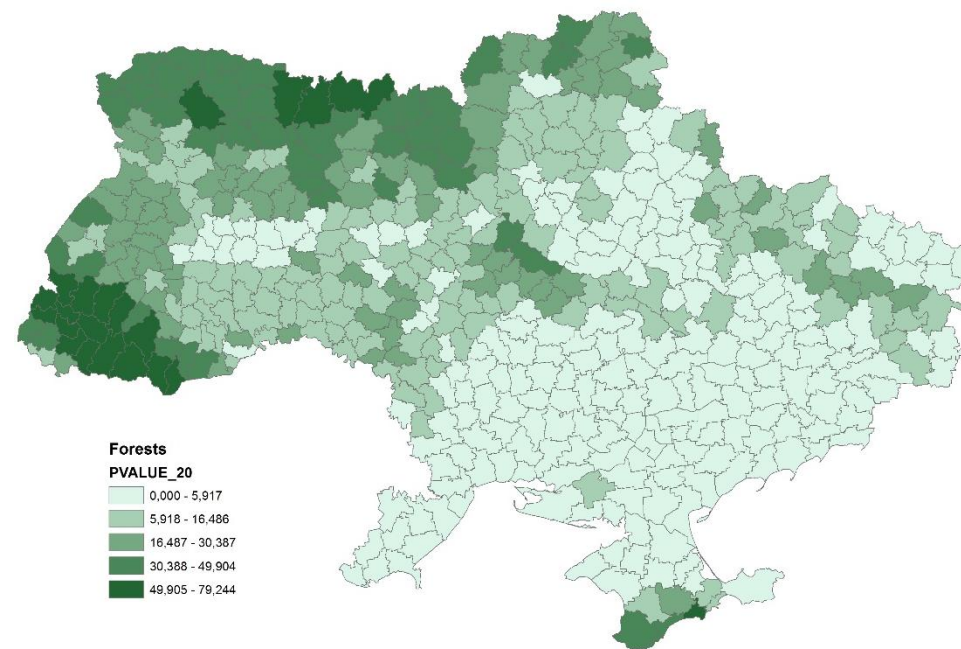 Forests
PVALUE_20
0,000 - 5,917
5,918 - 16,486
16,487 - 30,387
30,388 - 49,904
49,905 - 79,244